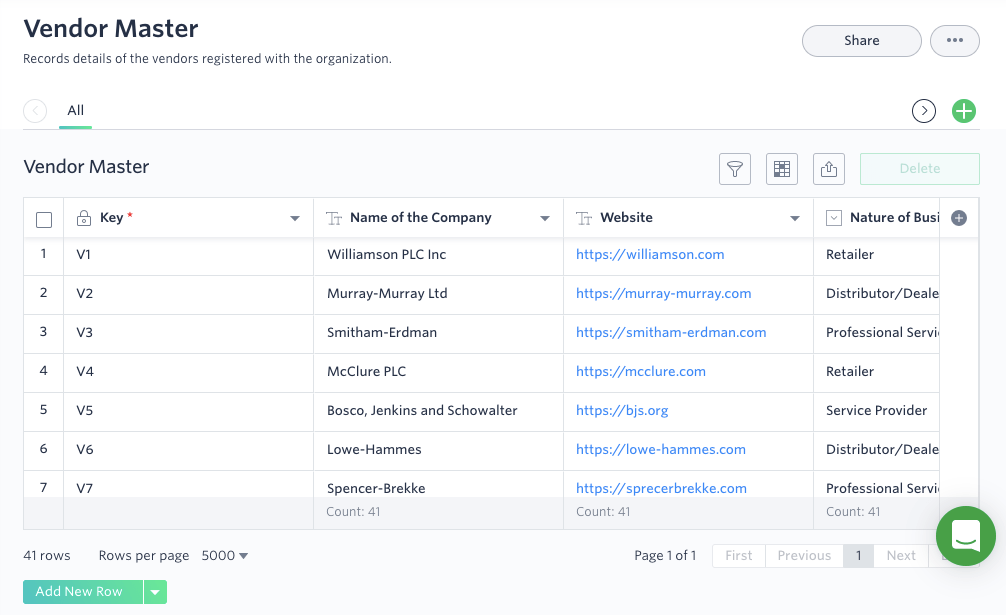 Vendor Master
Records details of the vendors registered with the organization.
Share
All
Vendor Master
Delete
Key * Name of the Company Website Nature of Busi
1 V1 Williamson PLC Inc https://williamson.com Retailer
2 V2 Murray-Murray Ltd https://murray-murray.com Distributor/Deale
3 V3 Smitham-Erdman https://smitham-erdman.com Professional Servi
4 V4 McClure PLC https://mcclure.com Retailer
5 V5 Bosco, Jenkins and Schowalter https://bjs.org Service Provider
6 V6 Lowe-Hammes https://lowe-hammes.com Distributor/Deale
7 V7 Spencer-Brekke https://sprecerbrekke.com Professional Servi
Count: 41 Count: 41 Count: 41
41 rows Rows per page 5000 Page 1 of 1 First Previous 1 Next
Add New Row